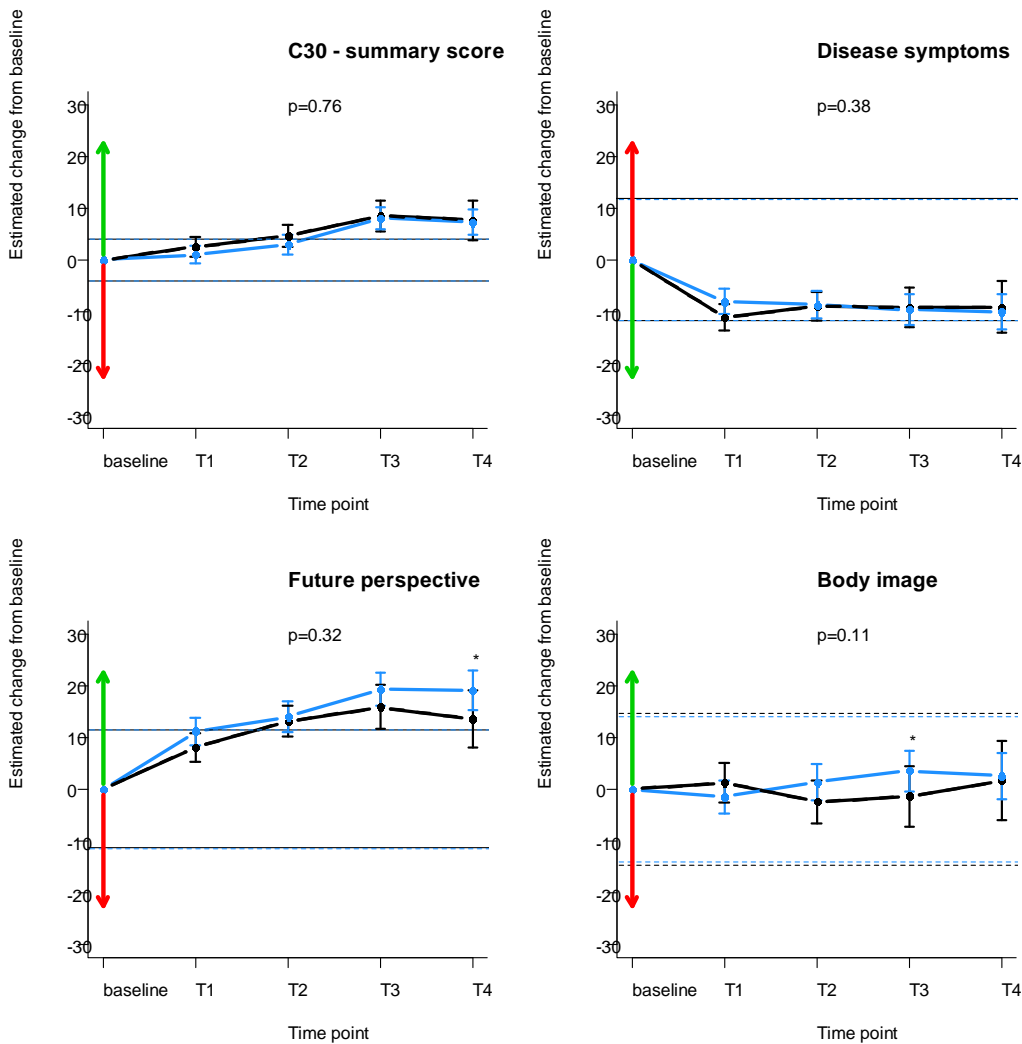 C30 - summary score
p=0.76
Estimated change from baseline
30
20
10
0
-10
-20
-30
baseline T1 T2 T3 T4
Time point
Disease symptoms
p=0.38
Estimated change from baseline
30
20
10
0
-10
-20
-30
baseline T1 T2 T3 T4
Time point
Future perspective
p=0.32
*
Estimated change from baseline
30
20
10
0
-10
-20
-30
baseline T1 T2 T3 T4
Time point
Body image
p=0.11
*
Estimated change from baseline
30
20
10
0
-10
-20
-30
baseline T1 T2 T3 T4
Time point